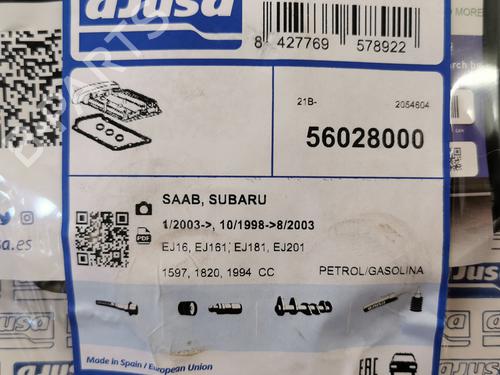 ajusa
8 427769 578922
MORE
21B- 2054604
56028000
SAAB, SUBARU
1/2003->, 10/1998->8/2003
PDF
EJ16, EJ161, EJ181, EJ201
1597, 1820, 1994 CC PETROL/GASOLINA
sa.es
Made in Spain / European Union
EAC
ajusa